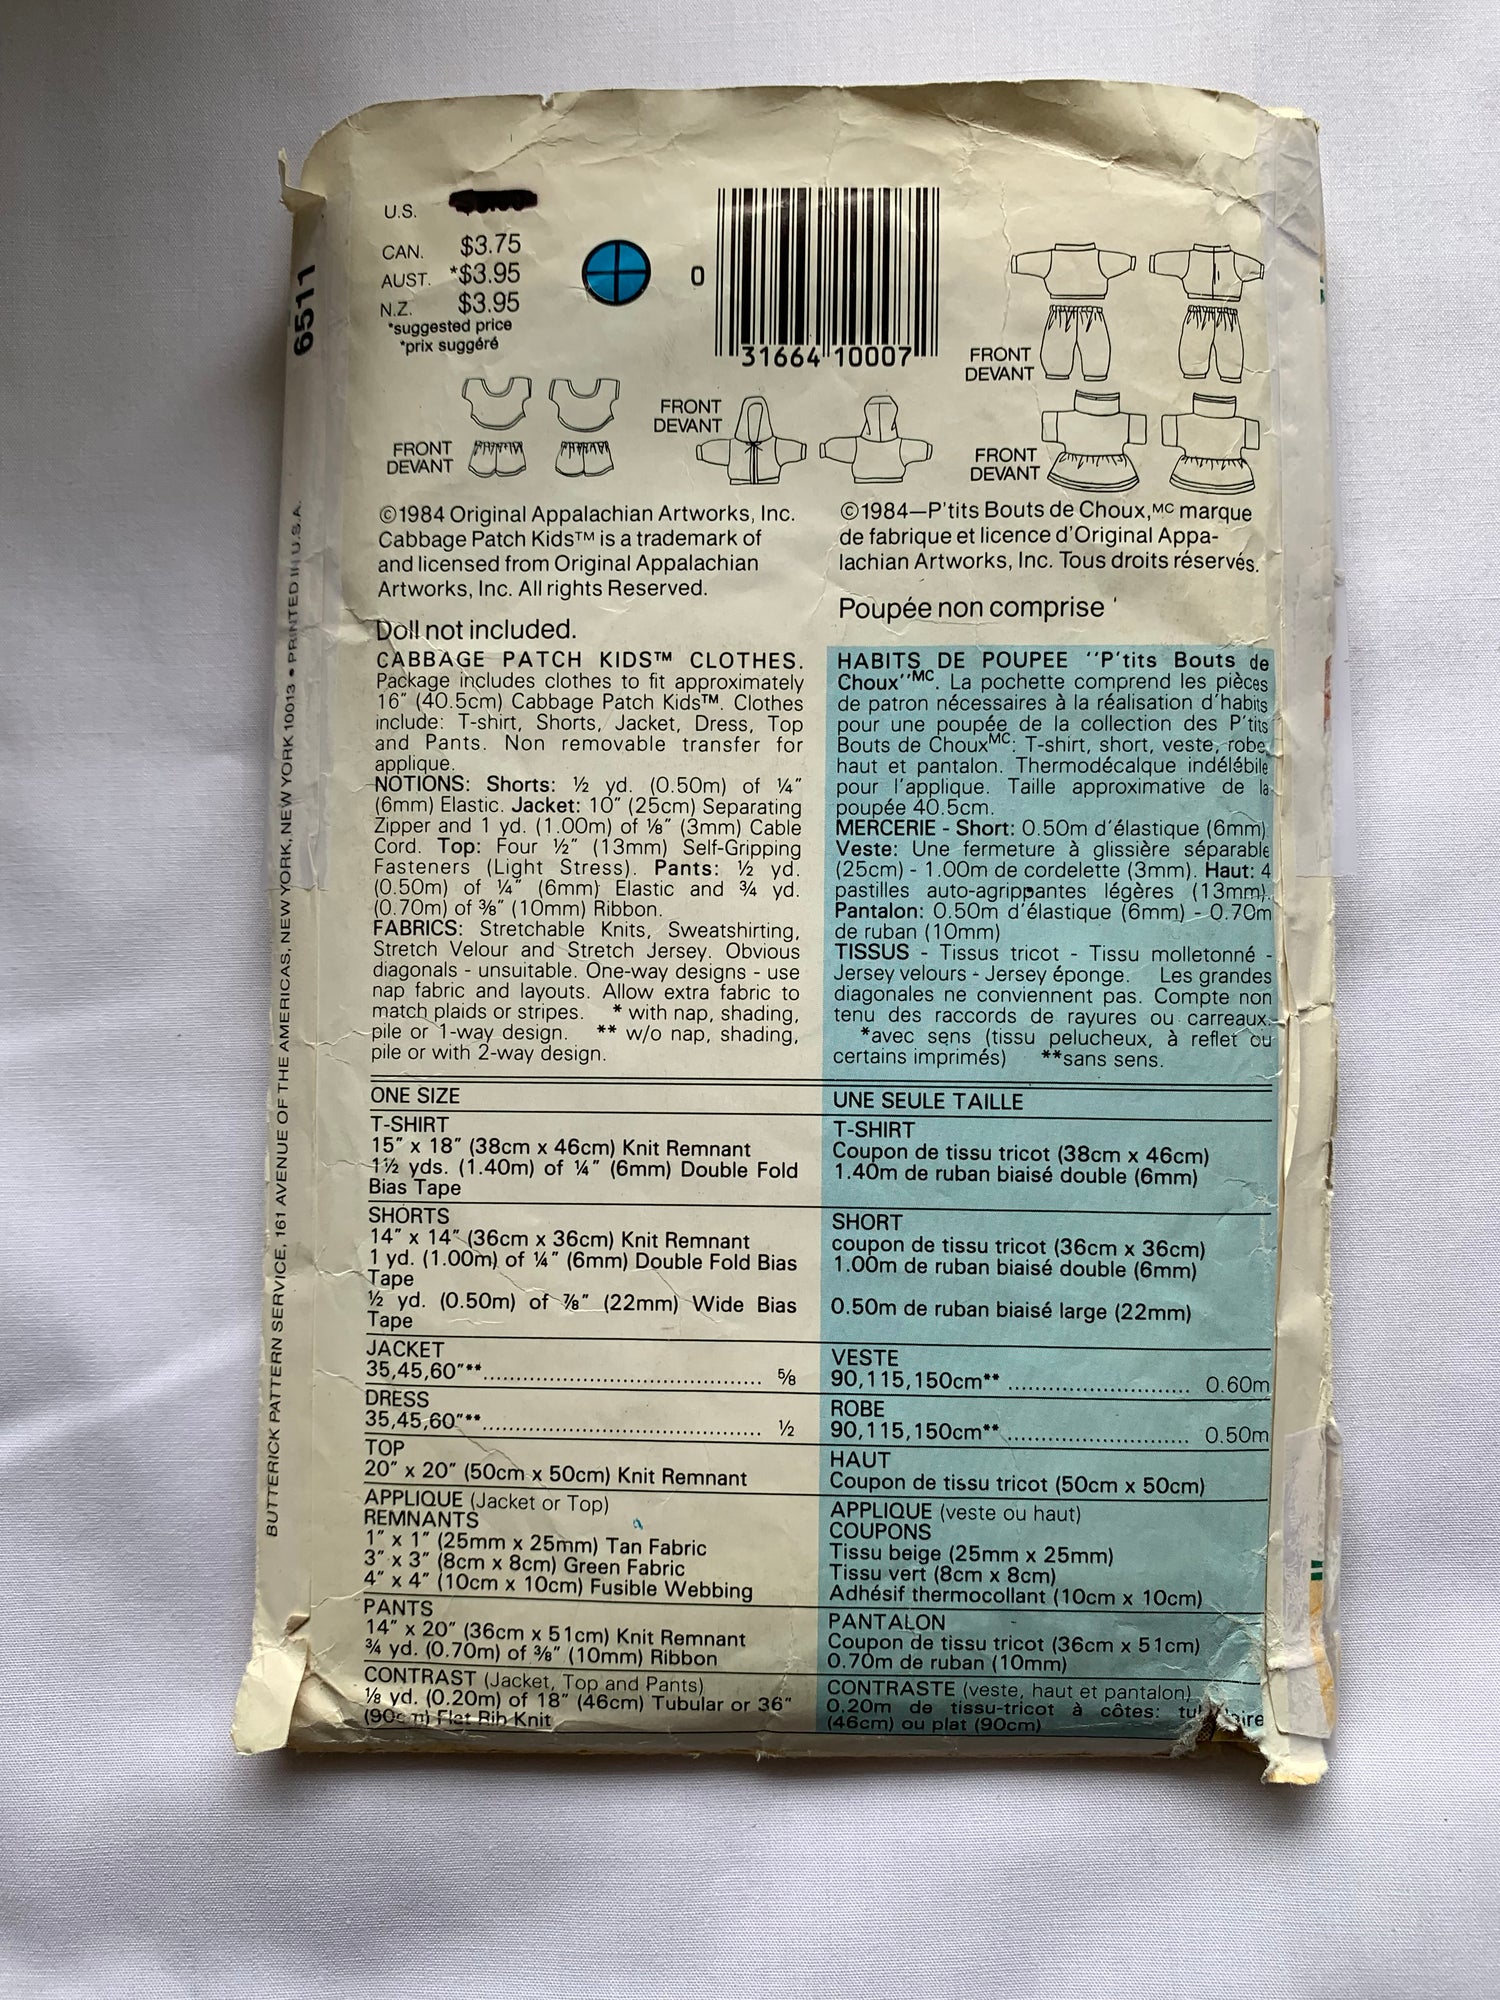 U.S.
CAN. $3.75
AUST. *$3.95
N.Z. $3.95
*suggested price
*prix suggéré
0
31664 10007
FRONT
DEVANT
FRONT
DEVANT
FRONT
DEVANT
FRONT
DEVANT
6511
BUTTERICK PATTERN SERVICE, 161 AVENUE OF THE AMERICAS, NEW YORK, NEW YORK 10013 • PRINTED IN U.S.A.
©1984 Original Appalachian Artworks, Inc.
Cabbage Patch Kids™ is a trademark of
and licensed from Original Appalachian
Artworks, Inc. All rights Reserved.
Doll not included.
CABBAGE PATCH KIDS™ CLOTHES.
Package includes clothes to fit approximately
16" (40.5cm) Cabbage Patch Kids™. Clothes
include: T-shirt, Shorts, Jacket, Dress, Top
and Pants. Non removable transfer for
applique.
NOTIONS: Shorts: ½ yd. (0.50m) of ¼"
(6mm) Elastic. Jacket: 10" (25cm) Separating
Zipper and 1 yd. (1.00m) of ⅛" (3mm) Cable
Cord. Top: Four ½" (13mm) Self-Gripping
Fasteners (Light Stress). Pants: ½ yd.
(0.50m) of ¼" (6mm) Elastic and ¾ yd.
(0.70m) of ⅜" (10mm) Ribbon.
FABRICS: Stretchable Knits, Sweatshirting,
Stretch Velour and Stretch Jersey. Obvious
diagonals - unsuitable. One-way designs - use
nap fabric and layouts. Allow extra fabric to
match plaids or stripes. * with nap, shading,
pile or 1-way design. ** w/o nap, shading,
pile or with 2-way design.
ONE SIZE
T-SHIRT
15" x 18" (38cm x 46cm) Knit Remnant
1½ yds. (1.40m) of ¼" (6mm) Double Fold
Bias Tape
SHORTS
14" x 14" (36cm x 36cm) Knit Remnant
1 yd. (1.00m) of ¼" (6mm) Double Fold Bias
Tape
½ yd. (0.50m) of ⅞" (22mm) Wide Bias
Tape
JACKET
35,45,60"** ........ ⅝
DRESS
35,45,60"** ........ ½
TOP
20" x 20" (50cm x 50cm) Knit Remnant
APPLIQUE (Jacket or Top)
REMNANTS
1" x 1" (25mm x 25mm) Tan Fabric
3" x 3" (8cm x 8cm) Green Fabric
4" x 4" (10cm x 10cm) Fusible Webbing
PANTS
14" x 20" (36cm x 51cm) Knit Remnant
¾ yd. (0.70m) of ⅜" (10mm) Ribbon
CONTRAST (Jacket, Top and Pants)
⅛ yd. (0.20m) of 18" (46cm) Tubular or 36"
(90cm) Flat Rib Knit
©1984—P'tits Bouts de Choux,MC marque
de fabrique et licence d'Original Appa-
lachian Artworks, Inc. Tous droits réservés.
Poupée non comprise
HABITS DE POUPEE "P'tits Bouts de
Choux"MC. La pochette comprend les pièces
de patron nécessaires à la réalisation d'habits
pour une poupée de la collection des P'tits
Bouts de ChouxMC: T-shirt, short, veste, robe,
haut et pantalon. Thermodécalque indélébile
pour l'applique. Taille approximative de la
poupée 40.5cm.
MERCERIE - Short: 0.50m d'élastique (6mm)
Veste: Une fermeture à glissière séparable
(25cm) - 1.00m de cordelette (3mm). Haut: 4
pastilles auto-agrippantes légères (13mm).
Pantalon: 0.50m d'élastique (6mm) - 0.70m
de ruban (10mm)
TISSUS - Tissus tricot - Tissu molletonné -
Jersey velours - Jersey éponge. Les grandes
diagonales ne conviennent pas. Compte non
tenu des raccords de rayures ou carreaux.
*avec sens (tissu pelucheux, à reflet ou
certains imprimés) **sans sens.
UNE SEULE TAILLE
T-SHIRT
Coupon de tissu tricot (38cm x 46cm)
1.40m de ruban biaisé double (6mm)
SHORT
coupon de tissu tricot (36cm x 36cm)
1.00m de ruban biaisé double (6mm)
0.50m de ruban biaisé large (22mm)
VESTE
90,115,150cm** ........ 0.60m
ROBE
90,115,150cm** ........ 0.50m
HAUT
Coupon de tissu tricot (50cm x 50cm)
APPLIQUE (veste ou haut)
COUPONS
Tissu beige (25mm x 25mm)
Tissu vert (8cm x 8cm)
Adhésif thermocollant (10cm x 10cm)
PANTALON
Coupon de tissu tricot (36cm x 51cm)
0.70m de ruban (10mm)
CONTRASTE (veste, haut et pantalon)
0.20m de tissu-tricot à côtes:
(46cm) ou plat (90cm)